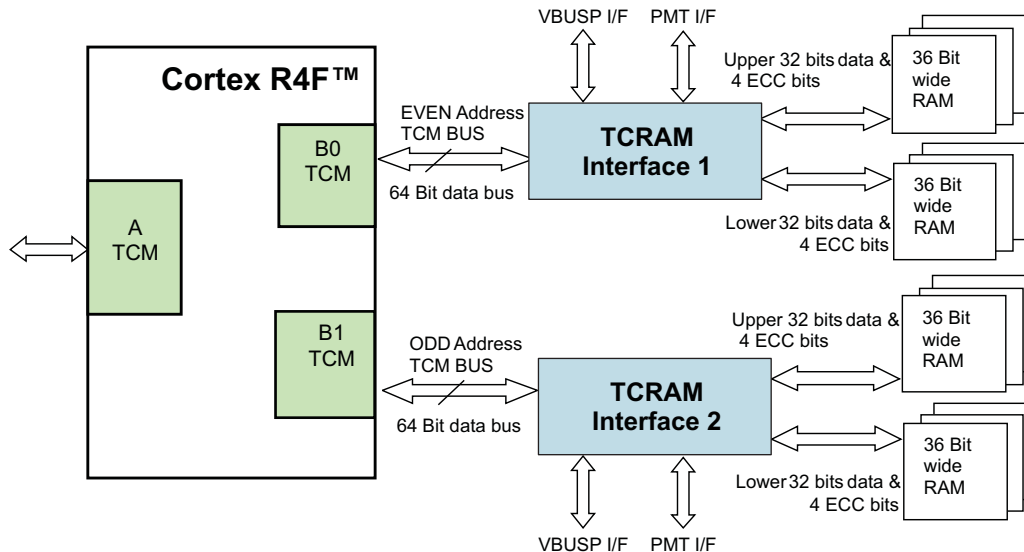 VBUSP I/F
PMT I/F
Cortex R4F™
EVEN Address
TCM BUS
64 Bit data bus
B0
TCM
A
TCM
B1
TCM
TCRAM
Interface 1
Upper 32 bits data &
4 ECC bits
36 Bit
wide
RAM
Lower 32 bits data &
4 ECC bits
36 Bit
wide
RAM
ODD Address
TCM BUS
64 Bit data bus
TCRAM
Interface 2
Upper 32 bits data &
4 ECC bits
36 Bit
wide
RAM
Lower 32 bits data &
4 ECC bits
36 Bit
wide
RAM
VBUSP I/F
PMT I/F